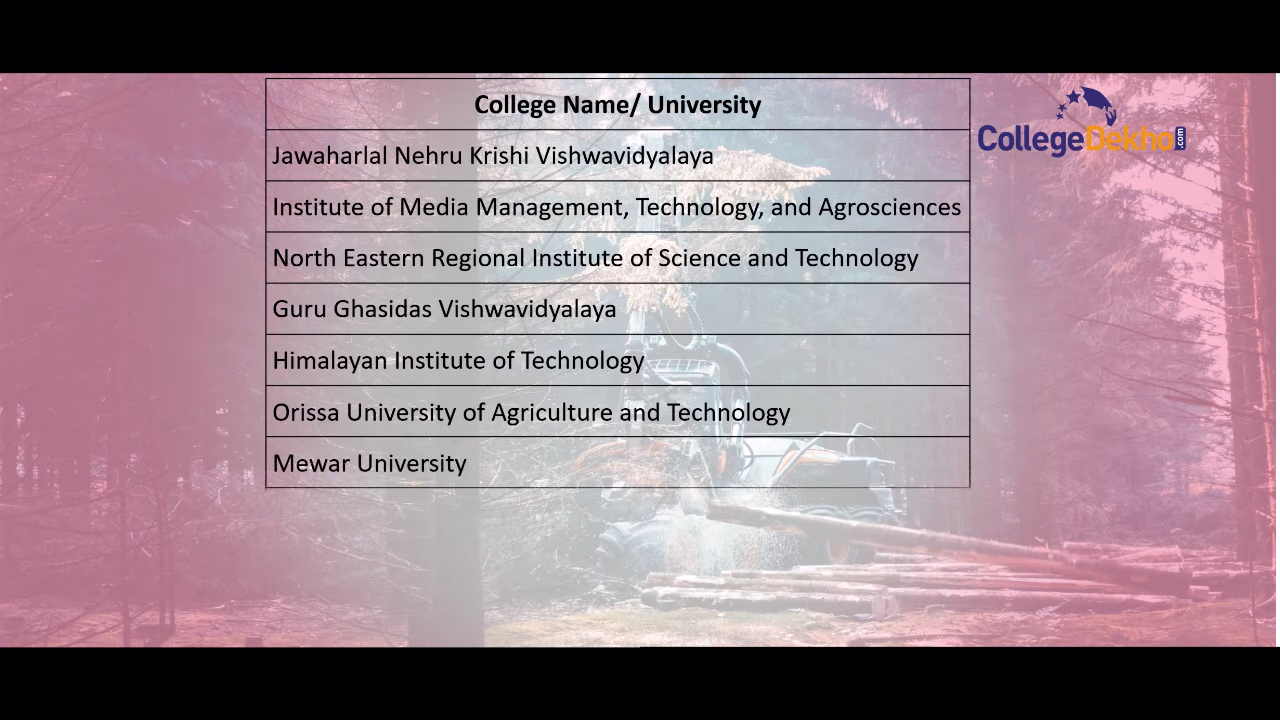 College Name/ University
Jawaharlal Nehru Krishi Vishwavidyalaya
Institute of Media Management, Technology, and Agrosciences
North Eastern Regional Institute of Science and Technology
Guru Ghasidas Vishwavidyalaya
Himalayan Institute of Technology
Orissa University of Agriculture and Technology
Mewar University
CollegeDekho.com